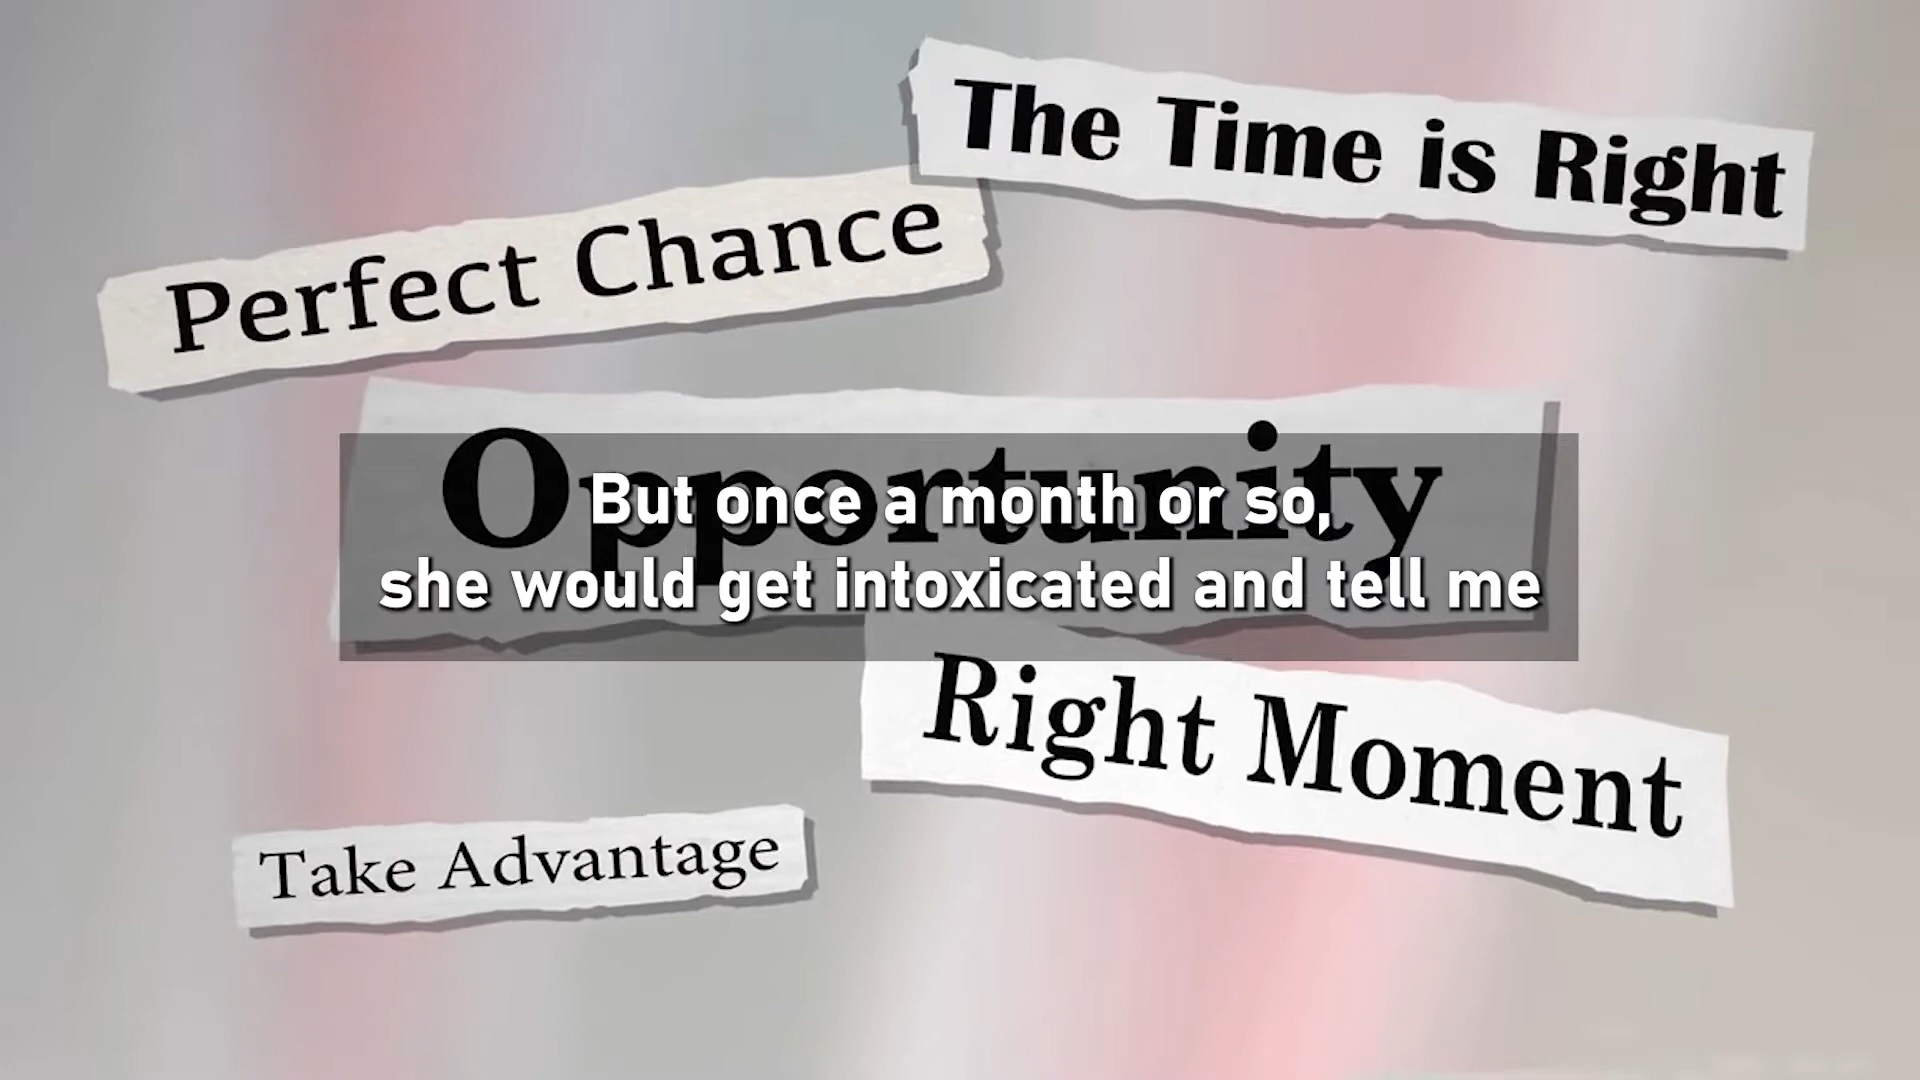 The Time is Right
Perfect Chance
Opportunity
But once a month or so,
she would get intoxicated and tell me
Right Moment
Take Advantage